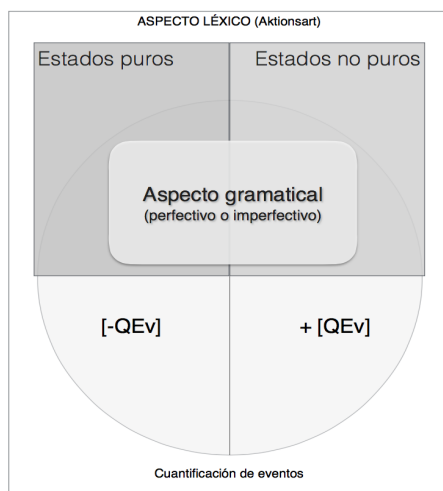 ASPECTO LÉXICO (Aktionsart)
Estados puros
Estados no puros
Aspecto gramatical
(perfectivo o imperfectivo)
[-QEv]
+ [QEv]
Cuantificación de eventos